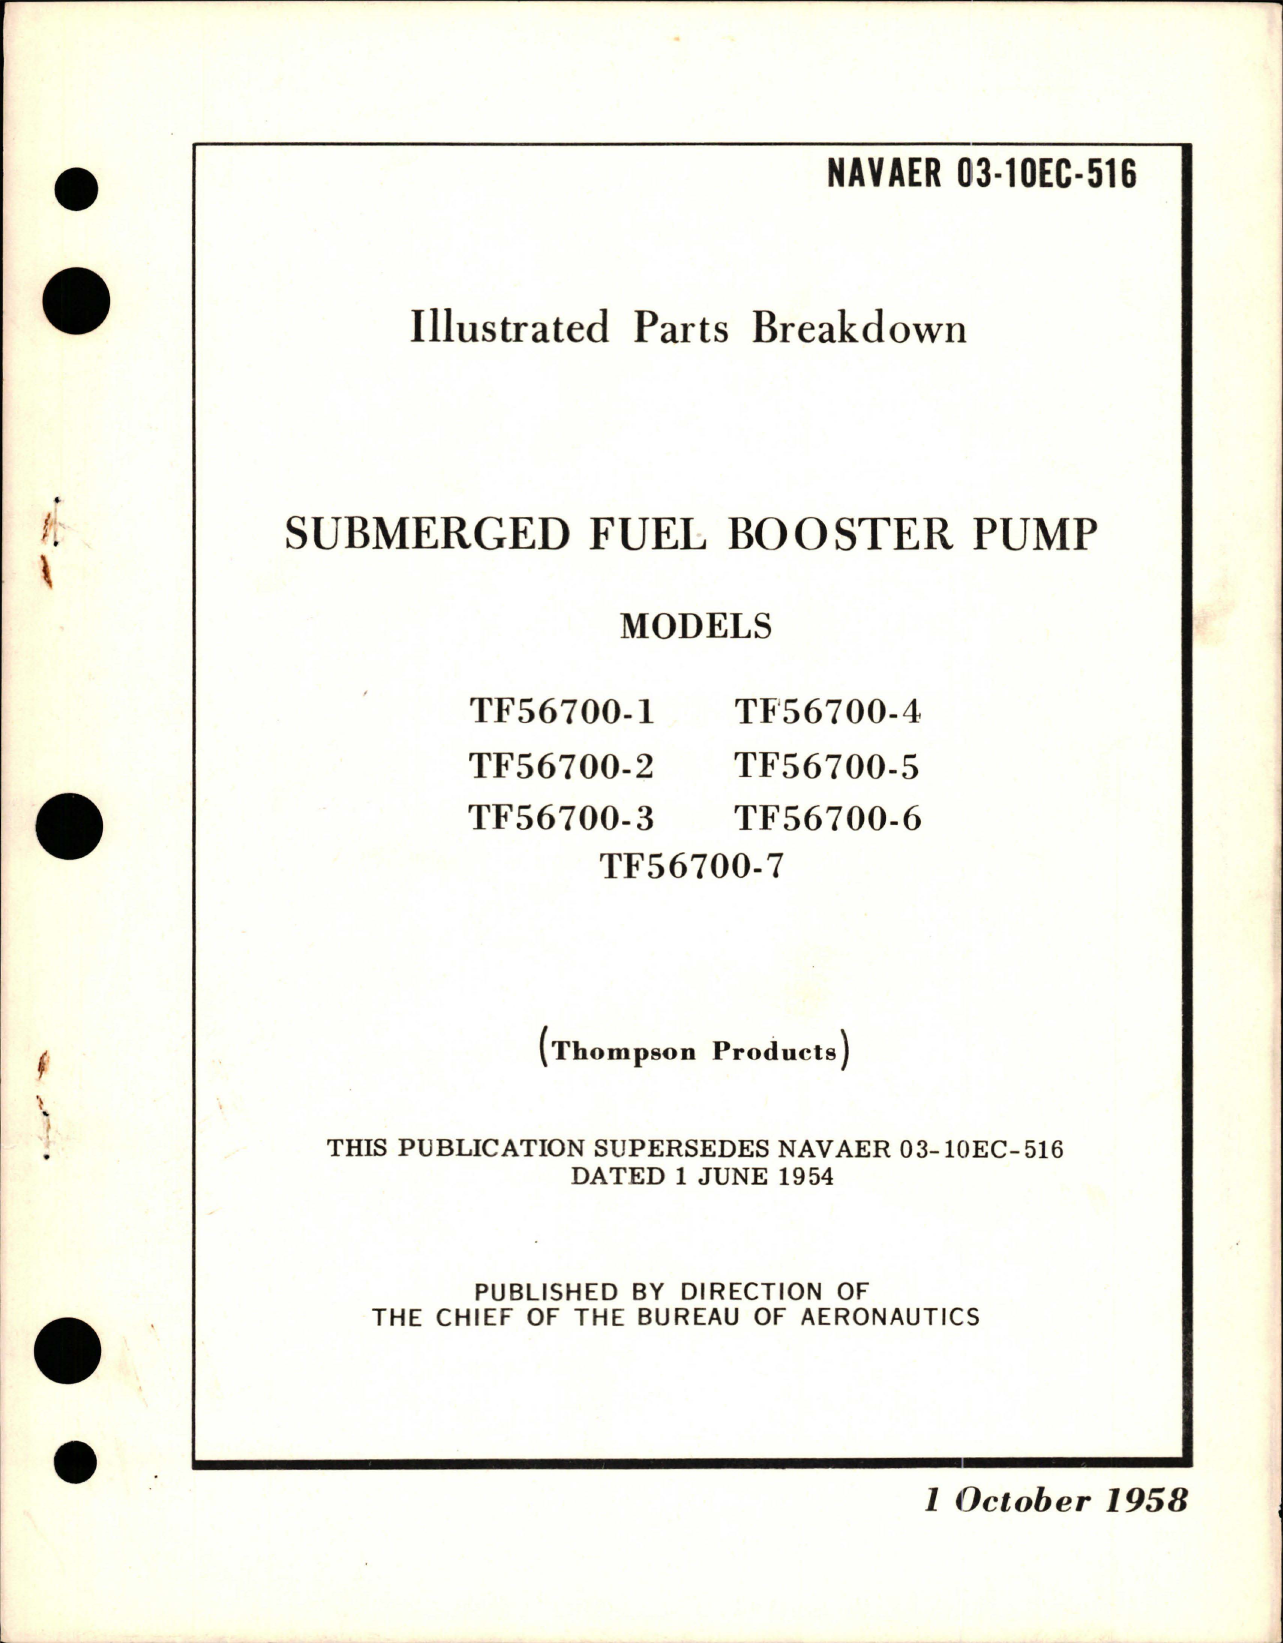 NAVAER 03-10EC-516
Illustrated Parts Breakdown
SUBMERGED FUEL BOOSTER PUMP
MODELS
TF56700-1 TF56700-4
TF56700-2 TF56700-5
TF56700-3 TF56700-6
TF56700-7
(Thompson Products)
THIS PUBLICATION SUPERSEDES NAVAER 03-10EC-516
DATED 1 JUNE 1954
PUBLISHED BY DIRECTION OF
THE CHIEF OF THE BUREAU OF AERONAUTICS
1 October 1958